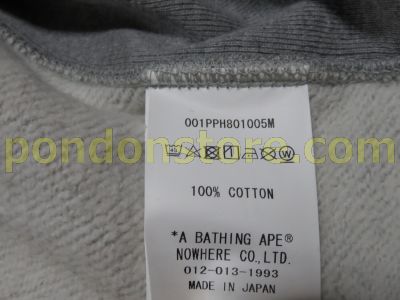 001PPH801005M
pondonstore.com
100% COTTON
*A BATHING APE®
NOWHERE CO.,LTD.
012-013-1993
MADE IN JAPAN